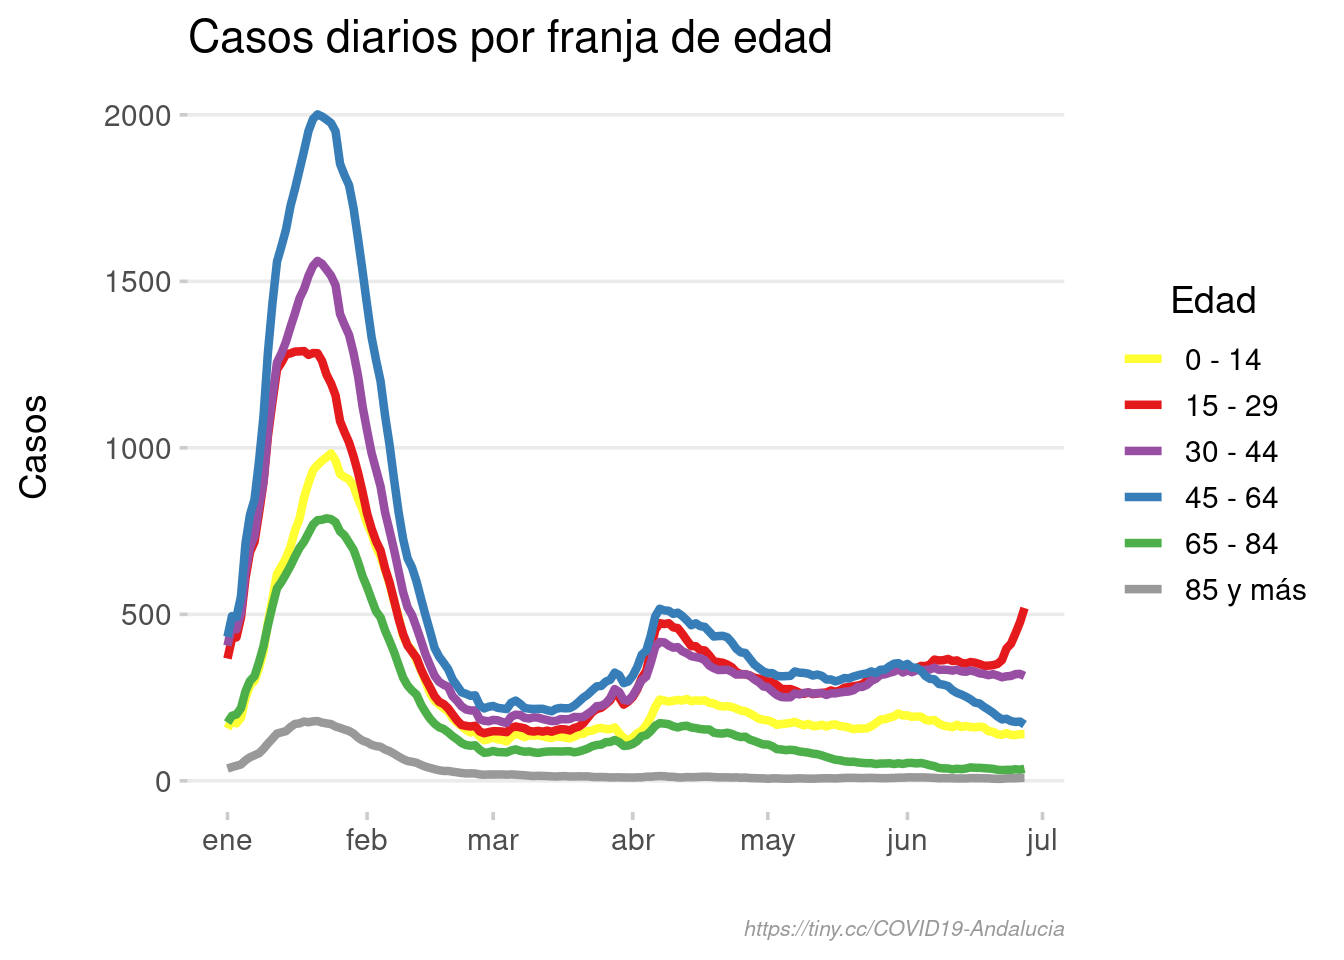 Casos diarios por franja de edad
Casos
2000
1500
1000
500
0
ene feb mar abr may jun jul
Edad
0 - 14
15 - 29
30 - 44
45 - 64
65 - 84
85 y más
https://tiny.cc/COVID19-Andalucia